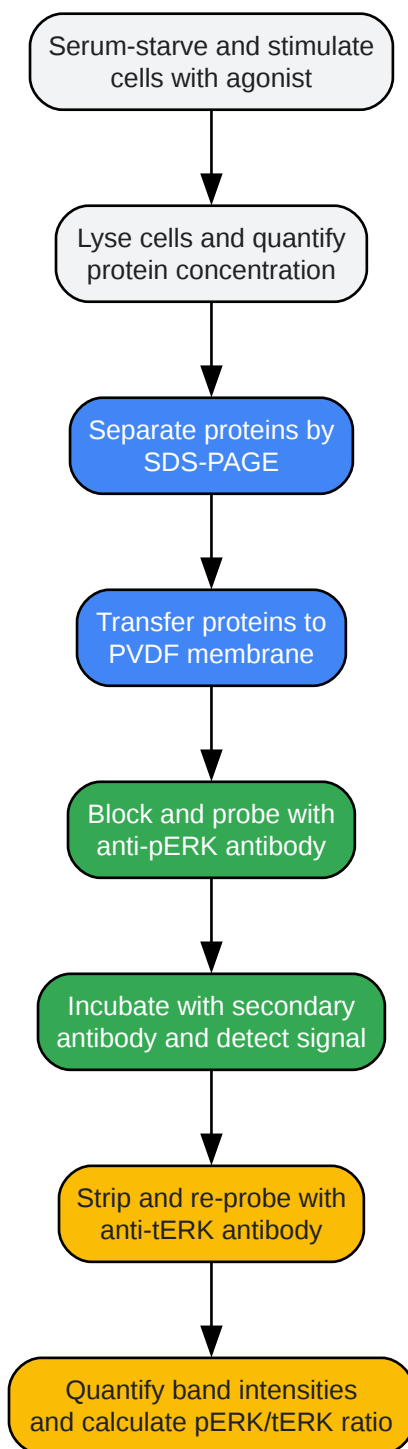 Serum-starve and stimulate
cells with agonist
Lyse cells and quantify
protein concentration
Separate proteins by
SDS-PAGE
Transfer proteins to
PVDF membrane
Block and probe with
anti-pERK antibody
Incubate with secondary
antibody and detect signal
Strip and re-probe with
anti-tERK antibody
Quantify band intensities
and calculate pERK/tERK ratio